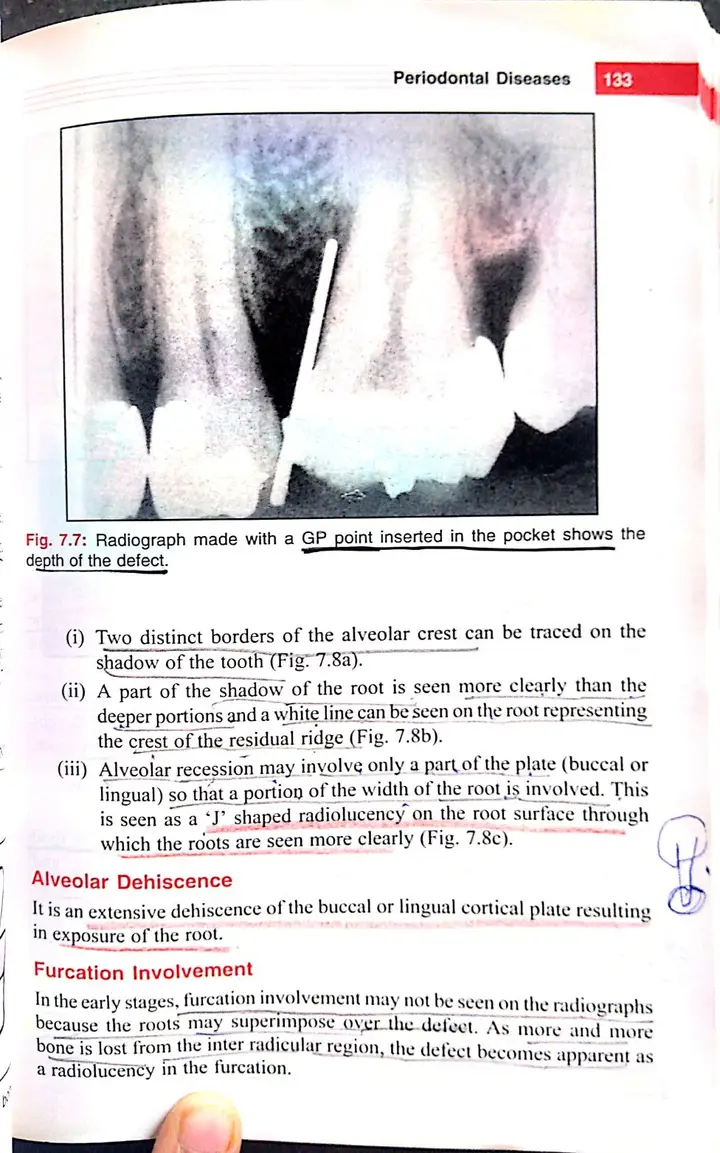 Periodontal Diseases 133
Fig. 7.7: Radiograph made with a GP point inserted in the pocket shows the
depth of the defect.
(i) Two distinct borders of the alveolar crest can be traced on the
shadow of the tooth (Fig. 7.8a).
(ii) A part of the shadow of the root is seen more clearly than the
deeper portions and a white line can be seen on the root representing
the crest of the residual ridge (Fig. 7.8b).
(iii) Alveolar recession may involve only a part of the plate (buccal or
lingual) so that a portion of the width of the root is involved. This
is seen as a ‘J’ shaped radiolucency on the root surface through
which the roots are seen more clearly (Fig. 7.8c).
Alveolar Dehiscence
It is an extensive dehiscence of the buccal or lingual cortical plate resulting
in exposure of the root.
Furcation Involvement
In the early stages, furcation involvement may not be seen on the radiographs
because the roots may superimpose over the defect. As more and more
bone is lost from the inter radicular region, the defect becomes apparent as
a radiolucency in the furcation.